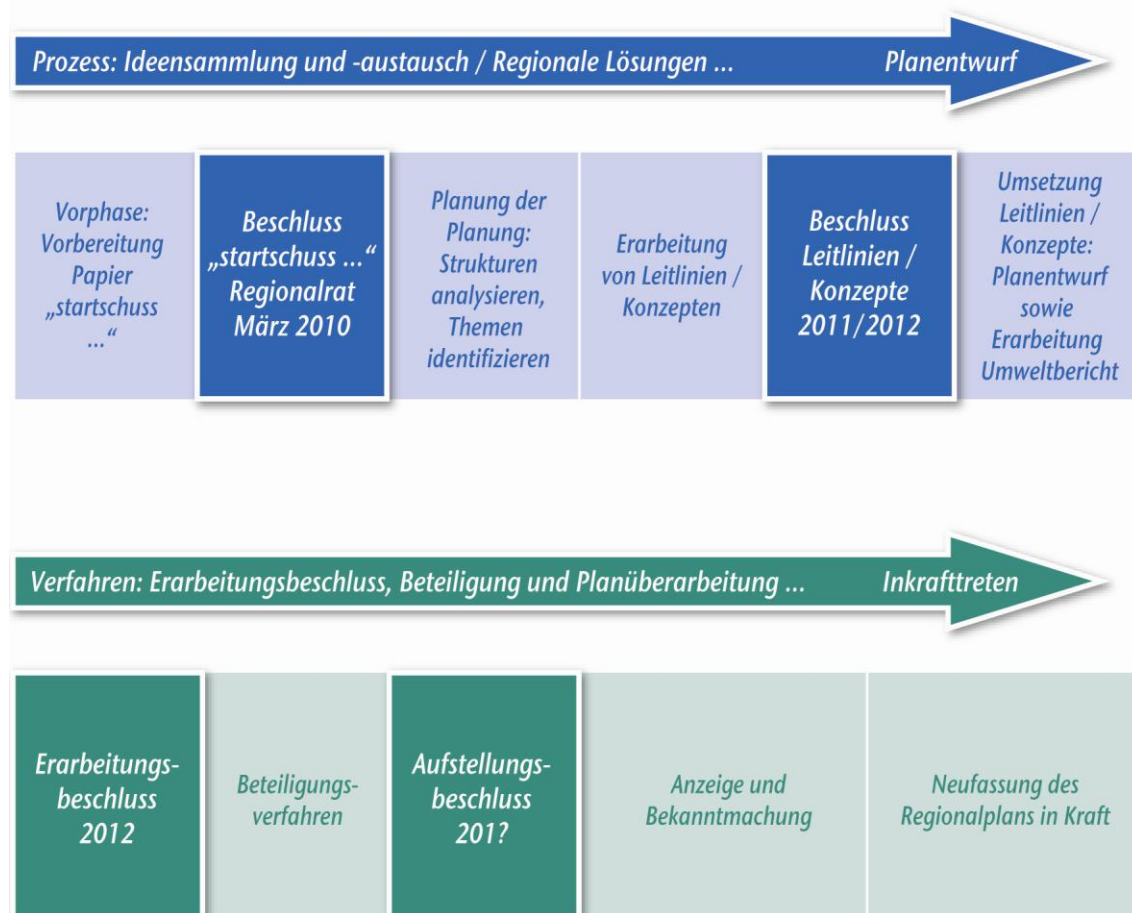 Prozess: Ideensammlung und -austausch / Regionale Lösungen ... Planentwurf
Vorphase:
Vorbereitung
Papier
„startschuss
...“
Beschluss
„startschuss ...“
Regionalrat
März 2010
Planung der
Planung:
Strukturen
analysieren,
Themen
identifizieren
Erarbeitung
von Leitlinien /
Konzepten
Beschluss
Leitlinien /
Konzepte
2011/2012
Umsetzung
Leitlinien /
Konzepte:
Planentwurf
sowie
Erarbeitung
Umweltbericht
Verfahren: Erarbeitungsbeschluss, Beteiligung und Planüberarbeitung ... Inkrafttreten
Erarbeitungs-
beschluss
2012
Beteiligungs-
verfahren
Aufstellungs-
beschluss
201?
Anzeige und
Bekanntmachung
Neufassung des
Regionalplans in Kraft